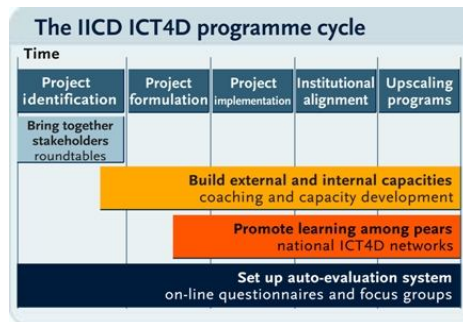 The IICD ICT4D programme cycle
Time
Project
identification
Project
formulation
Project
implementation
Institutional
alignment
Upscaling
programs
Bring together
stakeholders
roundtables
Build external and internal capacities
coaching and capacity development
Promote learning among pears
national ICT4D networks
Set up auto-evaluation system
on-line questionnaires and focus groups